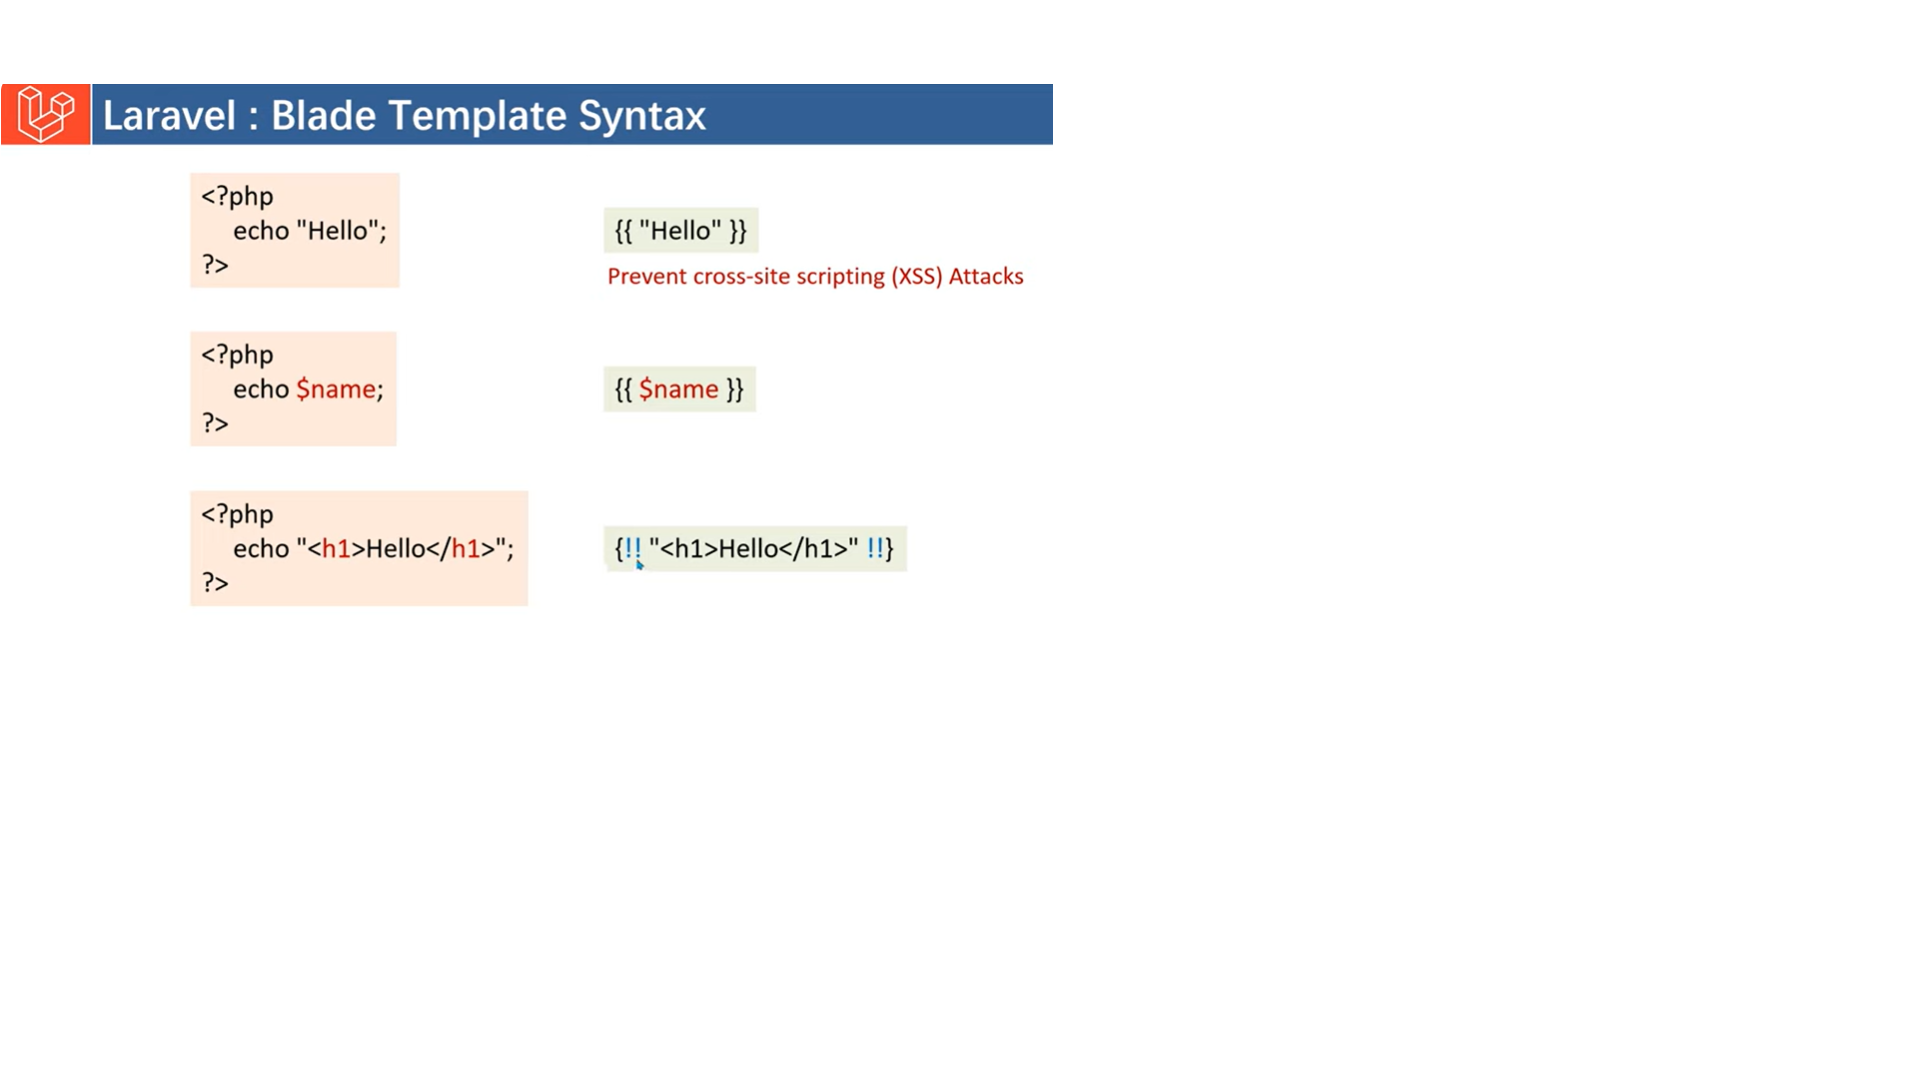 Laravel : Blade Template Syntax
<?php
echo "Hello";
?>
{{ "Hello" }}
Prevent cross-site scripting (XSS) Attacks
<?php
echo $name;
?>
{{ $name }}
<?php
echo "<h1>Hello</h1>";
?>
{!! "<h1>Hello</h1>" !!}